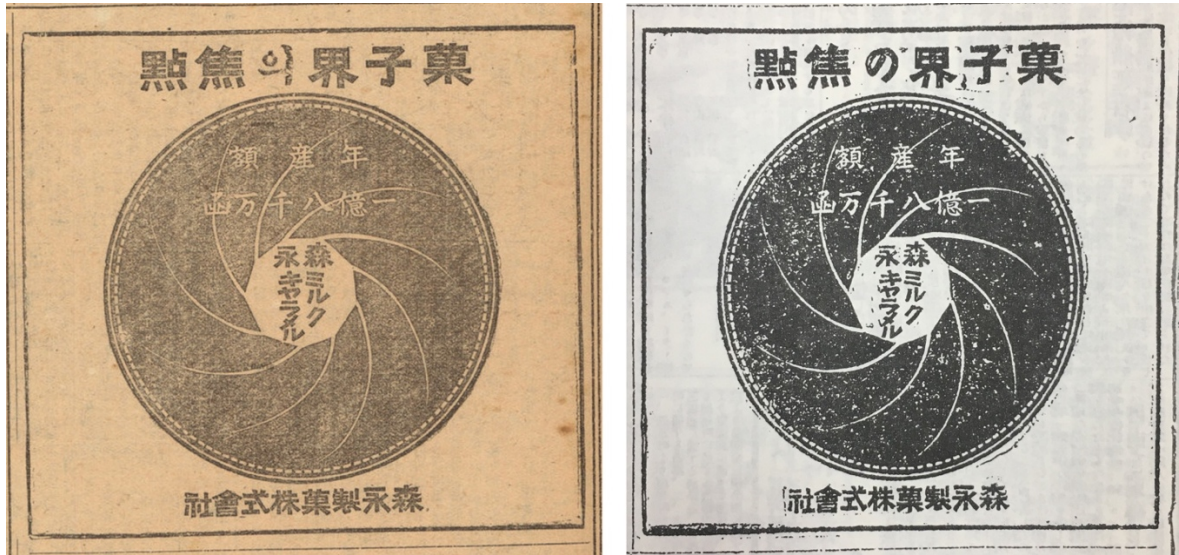 菓子界의焦點
年産額
一億八千万函
森永
ミルク
キャラメル
森永製菓株式會社
菓子界の焦點
年産額
一億八千万函
森永
ミルク
キャラメル
森永製菓株式會社